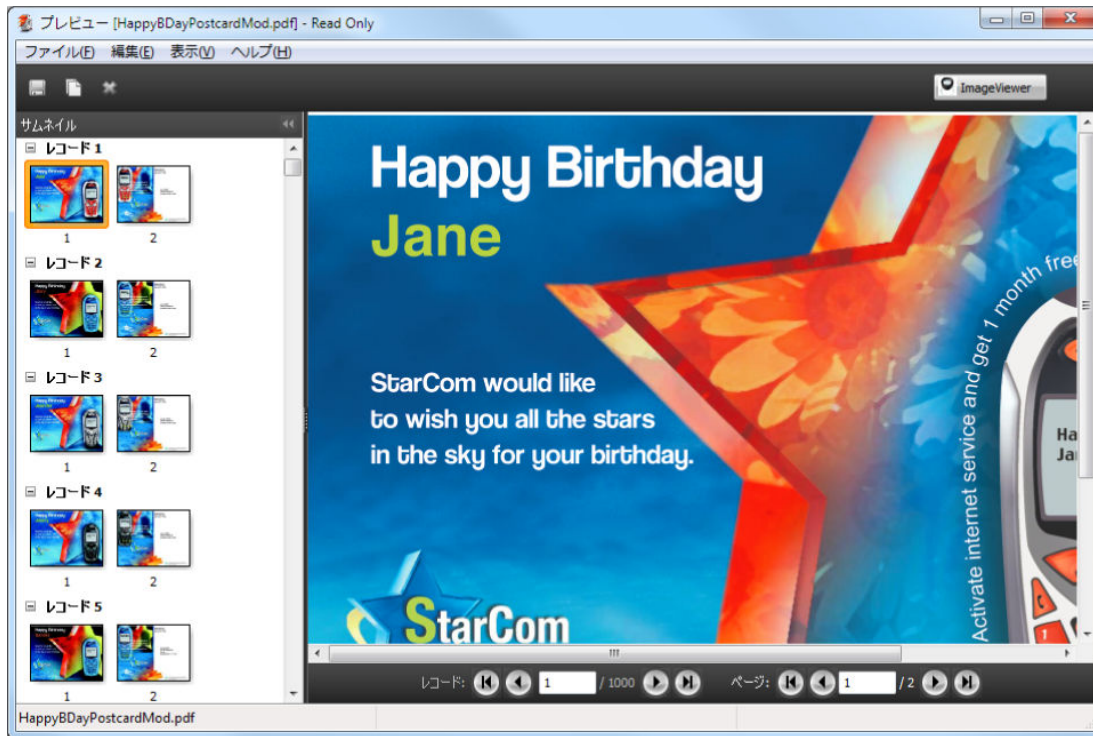 プレビュー [HappyBDayPostcardMod.pdf] - Read Only
ファイル(F) 編集(E) 表示(V) ヘルプ(H)
ImageViewer
サムネイル
レコード 1
1 2
レコード 2
1 2
レコード 3
1 2
レコード 4
1 2
レコード 5
1 2
Happy Birthday
Jane
StarCom would like
to wish you all the stars
in the sky for your birthday.
StarCom
Activate internet service and get 1 month free
Ha
Ja
1
レコード: 1 / 1000 ページ: 1 / 2
HappyBDayPostcardMod.pdf